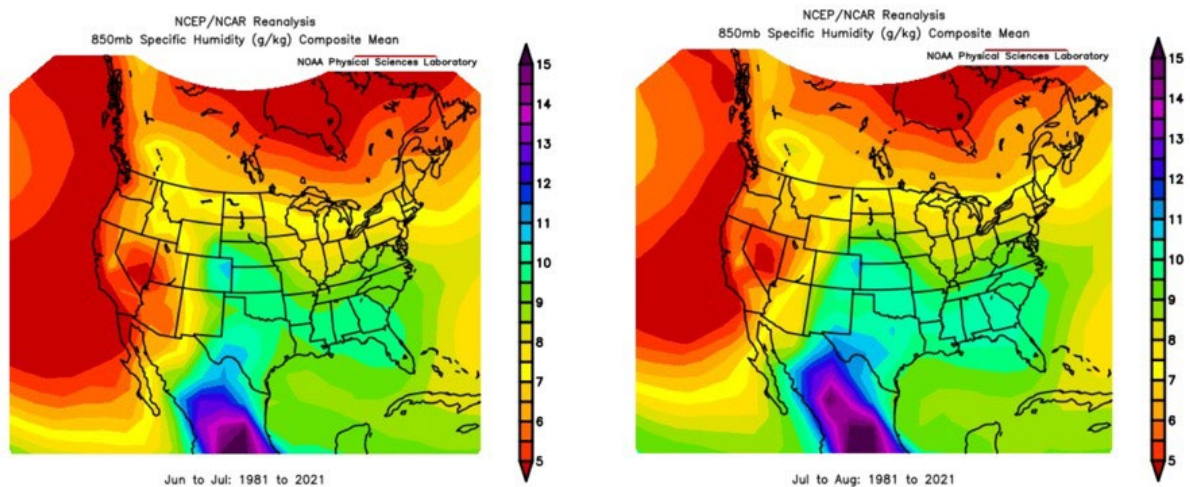 NCEP/NCAR Reanalysis
850mb Specific Humidity (g/kg) Composite Mean
NOAA Physical Sciences Laboratory
15
14
13
12
11
10
9
8
7
6
5
Jun to Jul: 1981 to 2021
NCEP/NCAR Reanalysis
850mb Specific Humidity (g/kg) Composite Mean
NOAA Physical Sciences Laboratory
15
14
13
12
11
10
9
8
7
6
5
Jul to Aug: 1981 to 2021